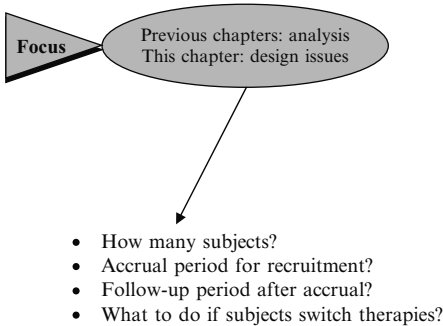 Focus
Previous chapters: analysis
This chapter: design issues
• How many subjects?
• Accrual period for recruitment?
• Follow-up period after accrual?
• What to do if subjects switch therapies?